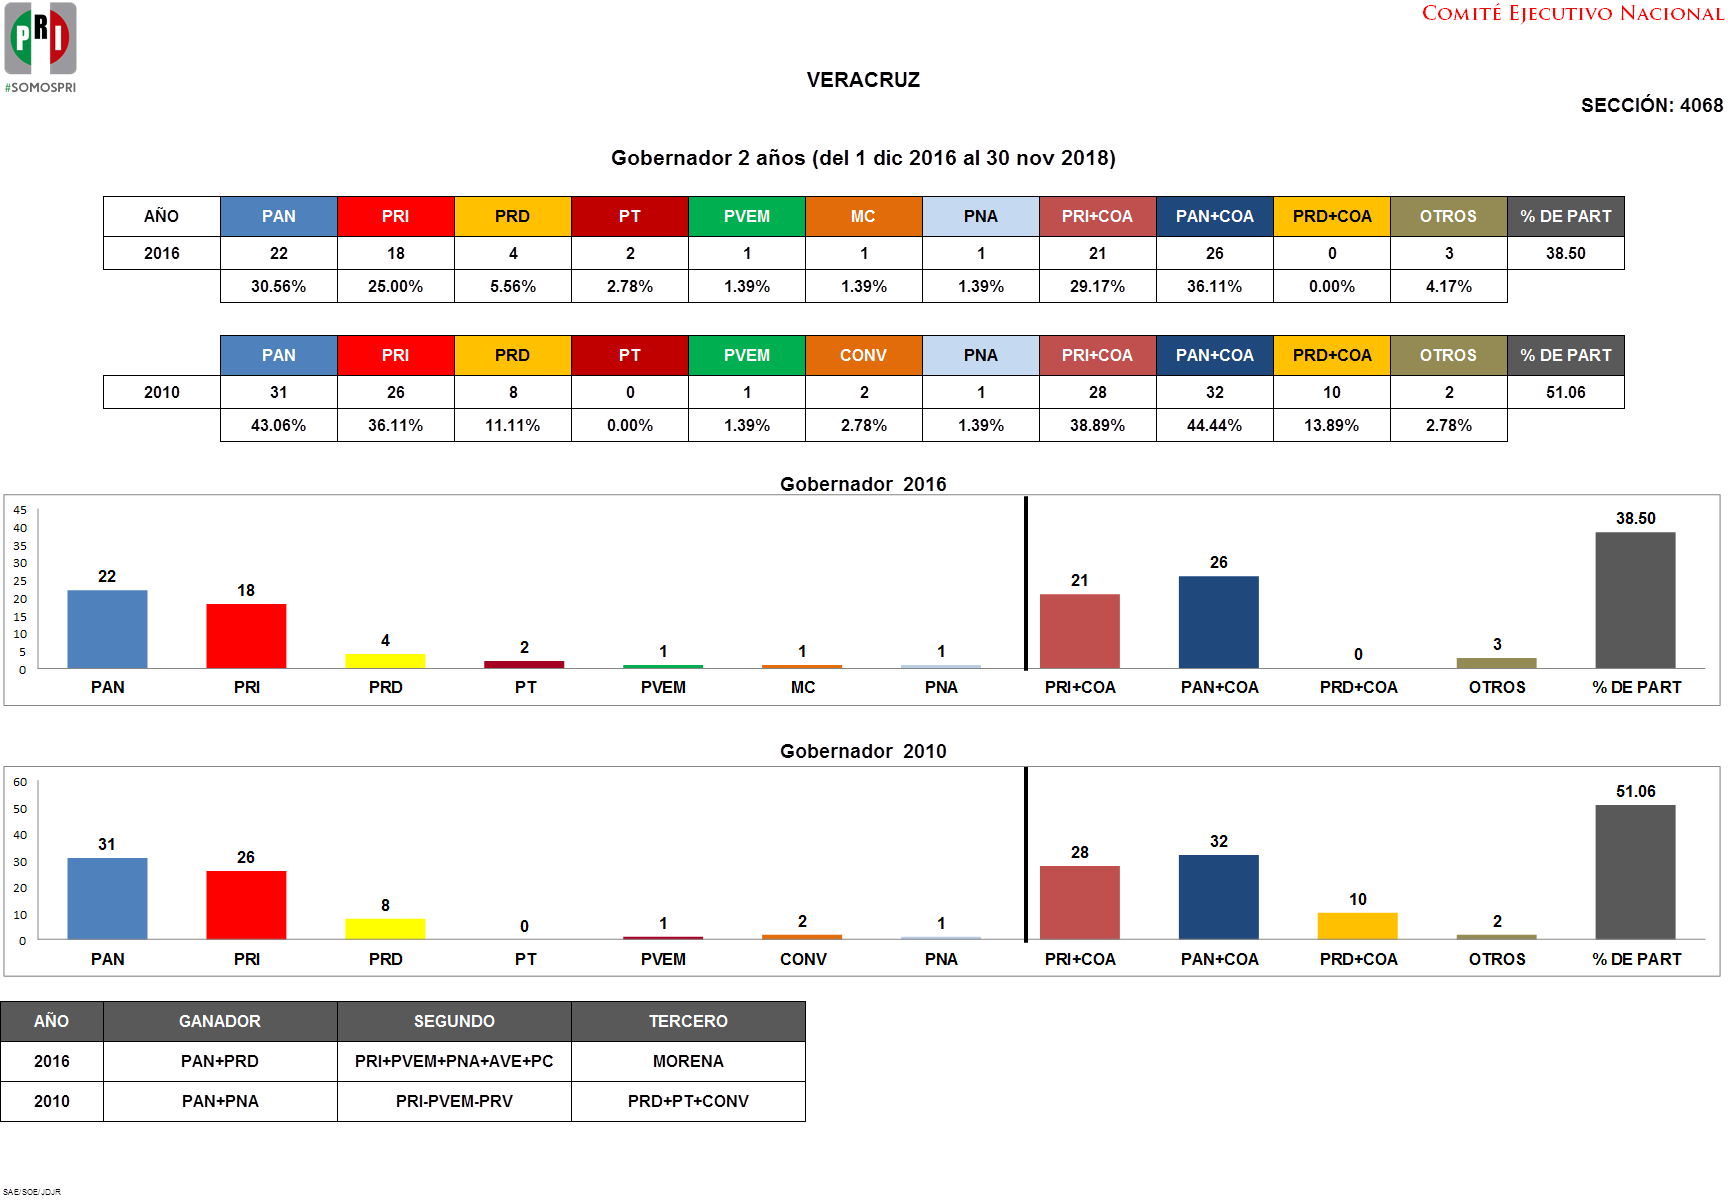 PRI
#SOMOSPRI
COMITÉ EJECUTIVO NACIONAL
VERACRUZ
SECCIÓN: 4068
Gobernador 2 años (del 1 dic 2016 al 30 nov 2018)
AÑO PAN PRI PRD PT PVEM MC PNA PRI+COA PAN+COA PRD+COA OTROS % DE PART
2016 22 18 4 2 1 1 1 21 26 0 3 38.50
30.56% 25.00% 5.56% 2.78% 1.39% 1.39% 1.39% 29.17% 36.11% 0.00% 4.17%
PAN PRI PRD PT PVEM CONV PNA PRI+COA PAN+COA PRD+COA OTROS % DE PART
2010 31 26 8 0 1 2 1 28 32 10 2 51.06
43.06% 36.11% 11.11% 0.00% 1.39% 2.78% 1.39% 38.89% 44.44% 13.89% 2.78%
Gobernador 2016
45
40
35
30
25
20
15
10
5
0
22 18 4 2 1 1 1 21 26 0 3 38.50
PAN PRI PRD PT PVEM MC PNA PRI+COA PAN+COA PRD+COA OTROS % DE PART
Gobernador 2010
60
50
40
30
20
10
0
31 26 8 0 1 2 1 28 32 10 2 51.06
PAN PRI PRD PT PVEM CONV PNA PRI+COA PAN+COA PRD+COA OTROS % DE PART
AÑO GANADOR SEGUNDO TERCERO
2016 PAN+PRD PRI+PVEM+PNA+AVE+PC MORENA
2010 PAN+PNA PRI-PVEM-PRV PRD+PT+CONV
SAE/SOE/JDJR